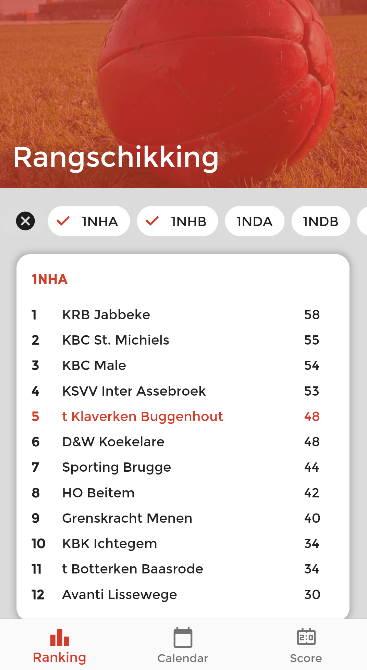 Rangschikking
1NHA 1NHB 1NDA 1NDB
1NHA
1 KRB Jabbeke 58
2 KBC St. Michiels 55
3 KBC Male 54
4 KSVV Inter Assebroek 53
5 t Klaverken Buggenhout 48
6 D&W Koekelare 48
7 Sporting Brugge 44
8 HO Beitem 42
9 Grenskracht Menen 40
10 KBK Ichtegem 34
11 t Botterken Baasrode 34
12 Avanti Lissewege 30
2:0
Ranking Calendar Score